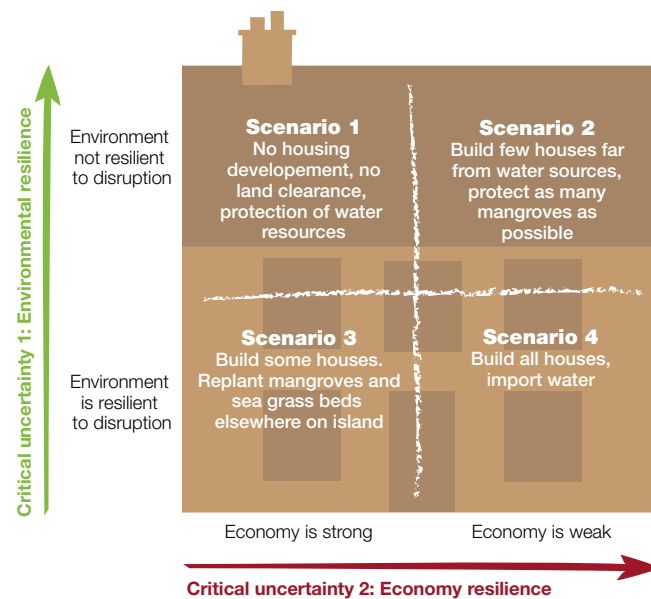 Critical uncertainty 1: Environmental resilience
Environment
not resilient
to disruption
Scenario 1
No housing
developement, no
land clearance,
protection of water
resources
Scenario 2
Build few houses far
from water sources,
protect as many
mangroves as
possible
Environment
is resilient
to disruption
Scenario 3
Build some houses.
Replant mangroves and
sea grass beds
elsewhere on island
Scenario 4
Build all houses,
import water
Economy is strong
Economy is weak
Critical uncertainty 2: Economy resilience